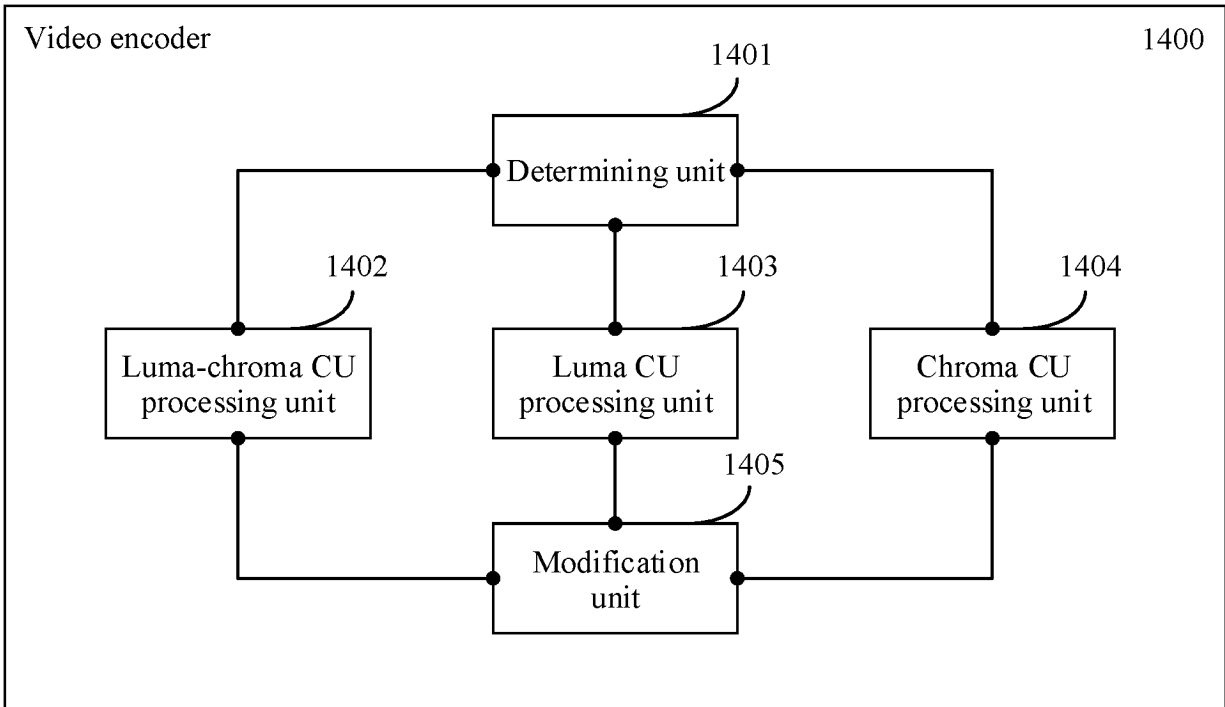 Video encoder
1400
1401
Determining unit
1402
1403
1404
Luma-chroma CU
processing unit
Luma CU
processing unit
Chroma CU
processing unit
1405
Modification
unit